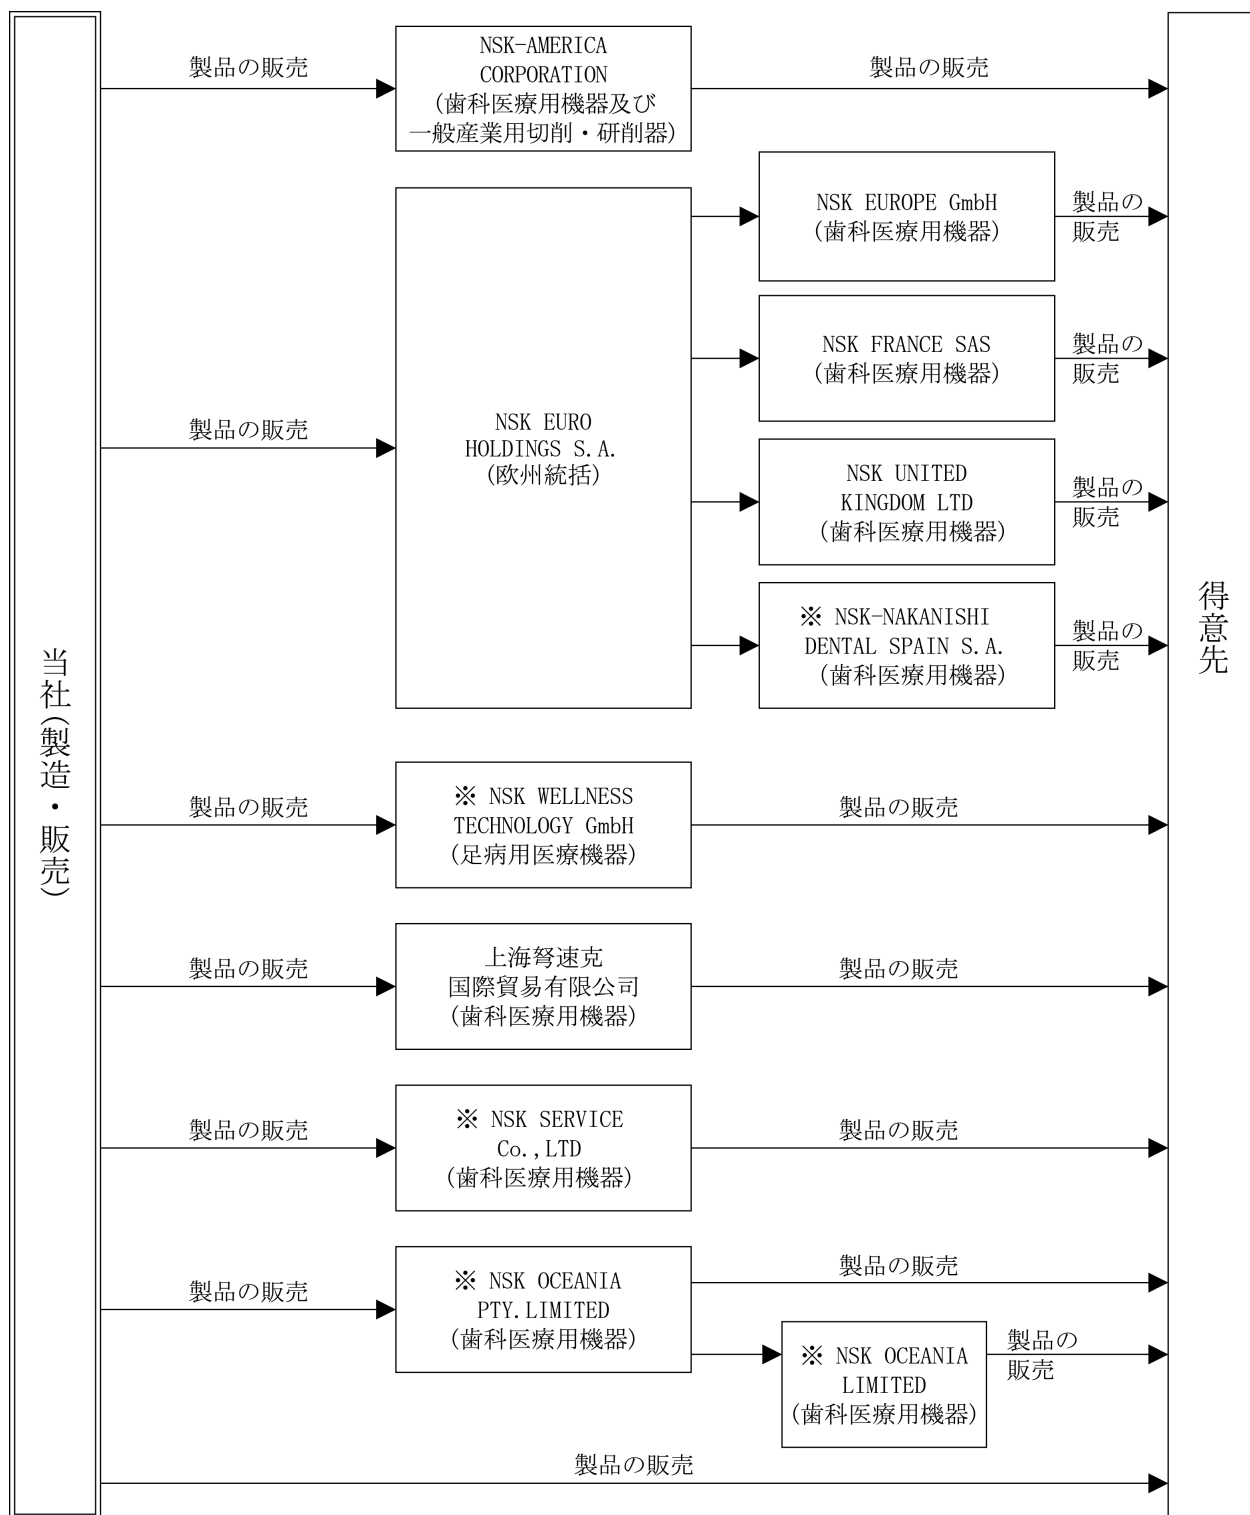 当社(製造・販売)
製品の販売
NSK-AMERICA
CORPORATION
(歯科医療用機器及び
一般産業用切削・研削器)
製品の販売
製品の販売
NSK EURO
HOLDINGS S.A.
(欧州統括)
NSK EUROPE GmbH
(歯科医療用機器)
製品の
販売
NSK FRANCE SAS
(歯科医療用機器)
製品の
販売
NSK UNITED
KINGDOM LTD
(歯科医療用機器)
製品の
販売
※ NSK-NAKANISHI
DENTAL SPAIN S.A.
(歯科医療用機器)
製品の
販売
製品の販売
※ NSK WELLNESS
TECHNOLOGY GmbH
(足病用医療機器)
製品の販売
製品の販売
上海弩速克
国際貿易有限公司
(歯科医療用機器)
製品の販売
製品の販売
※ NSK SERVICE
Co.,LTD
(歯科医療用機器)
製品の販売
製品の販売
※ NSK OCEANIA
PTY.LIMITED
(歯科医療用機器)
製品の販売
※ NSK OCEANIA
LIMITED
(歯科医療用機器)
製品の
販売
製品の販売
得意先